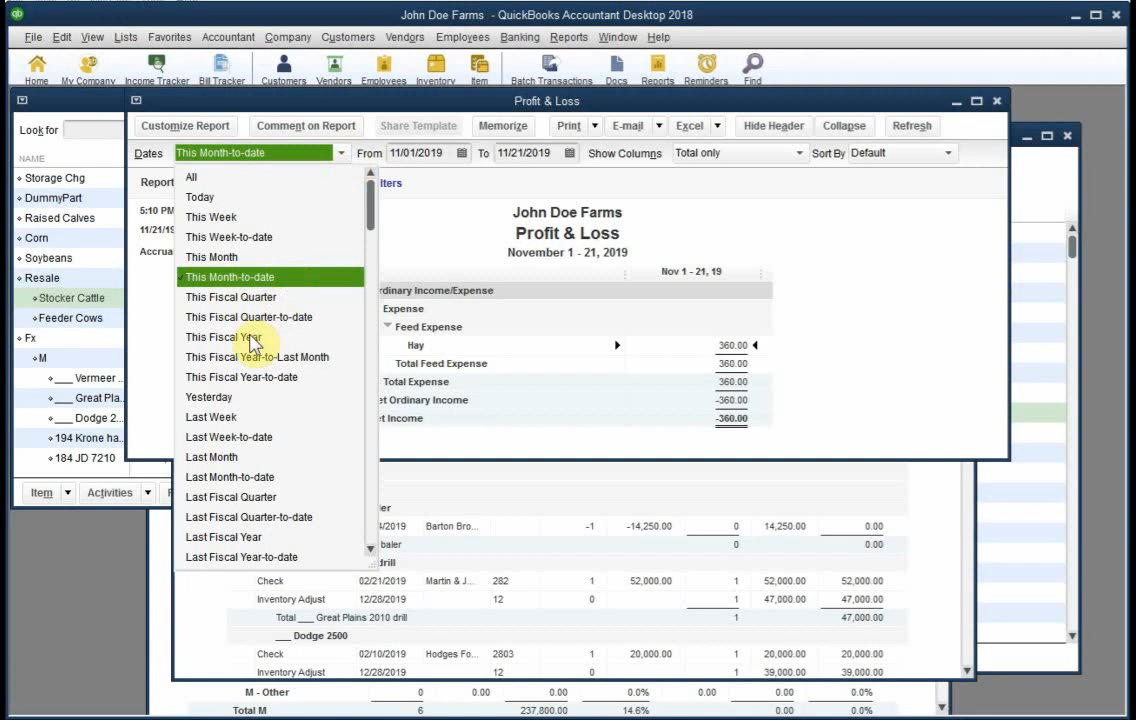 John Doe Farms - QuickBooks Accountant Desktop 2018
File Edit View Lists Favorites Accountant Company Customers Vendors Employees Banking Reports Window Help
Home My Company Income Tracker Bill Tracker Customers Vendors Employees Inventory Item Batch Transactions Docs Reports Reminders Find
Profit & Loss
Customize Report Comment on Report Share Template Memorize Print E-mail Excel Hide Header Collapse Refresh
Look for
Dates This Month-to-date From 11/01/2019 To 11/21/2019 Show Columns Total only Sort By Default
NAME
Storage Chg
DummyPart
Raised Calves
Corn
Soybeans
Resale
Stocker Cattle
Feeder Cows
Fx
M
___ Vermeer ..
___ Great Pla...
___ Dodge 2...
194 Krone ha...
184 JD 7210
Item Activities
Report
lters
5:10 PM
11/21/19
Accrua
All
Today
This Week
This Week-to-date
This Month
This Month-to-date
This Fiscal Quarter
This Fiscal Quarter-to-date
This Fiscal Year
This Fiscal Year-to-Last Month
This Fiscal Year-to-date
Yesterday
Last Week
Last Week-to-date
Last Month
Last Month-to-date
Last Fiscal Quarter
Last Fiscal Quarter-to-date
Last Fiscal Year
Last Fiscal Year-to-date
John Doe Farms
Profit & Loss
November 1 - 21, 2019
Nov 1 - 21, 19
rdinary Income/Expense
Expense
Feed Expense
Hay 360.00
Total Feed Expense 360.00
Total Expense 360.00
et Ordinary Income -360.00
t Income -360.00
ler
4/2019 Barton Bro... -1 -14,250.00 0 14,250.00 0.00
baler 0 0.00
drill
Check 02/21/2019 Martin & J... 282 1 52,000.00 1 52,000.00 52,000.00
Inventory Adjust 12/28/2019 12 0 1 47,000.00 47,000.00
Total ___ Great Plains 2010 drill 1 47,000.00
___ Dodge 2500
Check 02/10/2019 Hodges Fo... 2803 1 20,000.00 1 20,000.00 20,000.00
Inventory Adjust 12/28/2019 12 0 1 39,000.00 39,000.00
M - Other 0 0.00 0.00 0.0% 0.00 0.00 0.0%
Total M 6 237,800.00 14.6% 0.00 0.0%